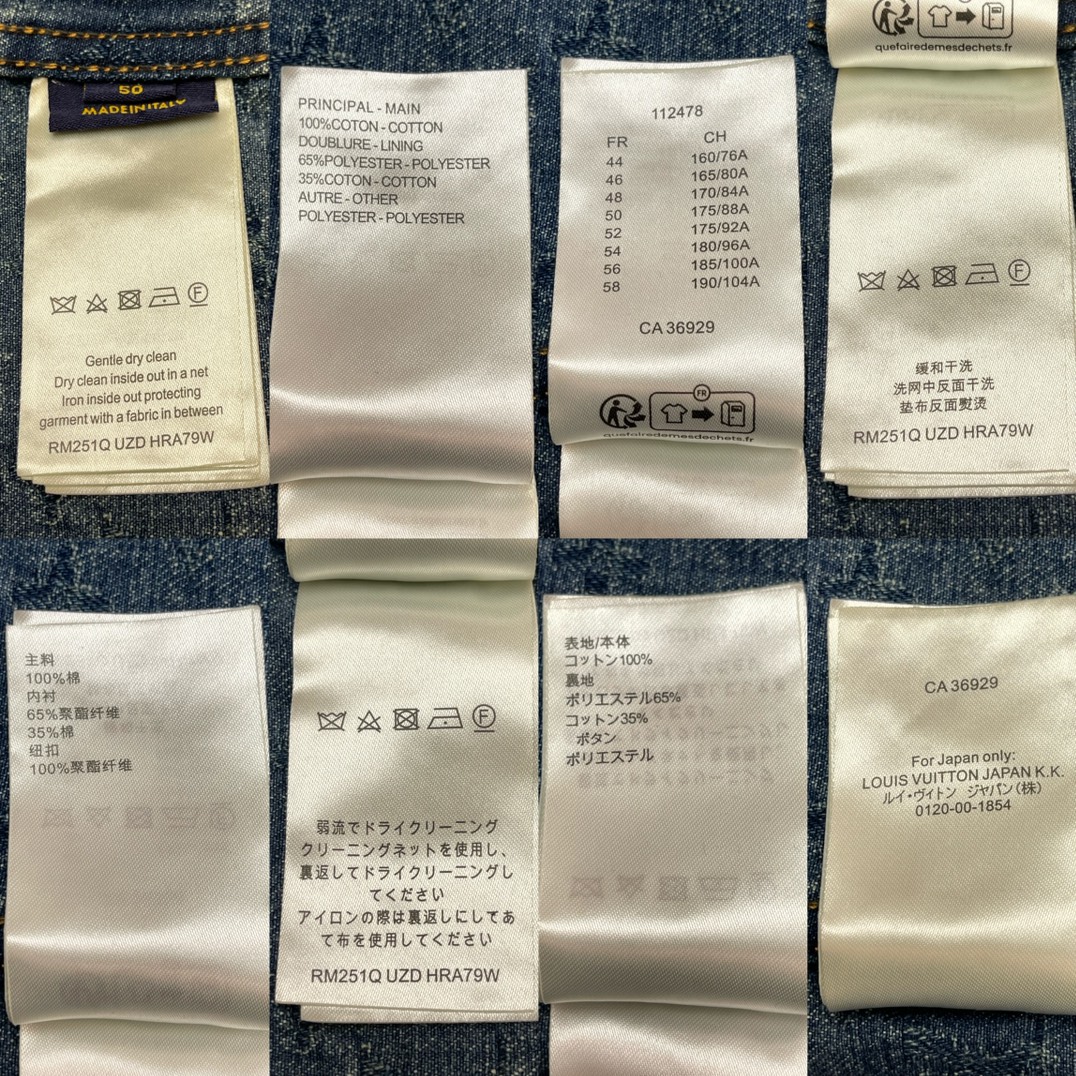 50
MADE IN ITALY
Gentle dry clean
Dry clean inside out in a net
Iron inside out protecting
garment with a fabric in between
RM251Q UZD HRA79W
PRINCIPAL - MAIN
100%COTON - COTTON
DOUBLURE - LINING
65%POLYESTER - POLYESTER
35%COTON - COTTON
AUTRE - OTHER
POLYESTER - POLYESTER
112478
FR CH
44 160/76A
46 165/80A
48 170/84A
50 175/88A
52 175/92A
54 180/96A
56 185/100A
58 190/104A
CA 36929
FR
quefairedemesdechets.fr
quefairedemesdechets.fr
F
缓和干洗
洗网中反面干洗
垫布反面熨烫
RM251Q UZD HRA79W
主料
100%棉
内衬
65%聚酯纤维
35%棉
纽扣
100%聚酯纤维
F
弱流でドライクリーニング
クリーニングネットを使用し、
裏返してドライクリーニングし
てください
アイロンの際は裏返しにしてあ
て布を使用してください
RM251Q UZD HRA79W
表地/本体
コットン100%
裏地
ポリエステル65%
コットン35%
ボタン
ポリエステル
CA 36929
For Japan only:
LOUIS VUITTON JAPAN K.K.
ルイ・ヴィトン ジャパン(株)
0120-00-1854